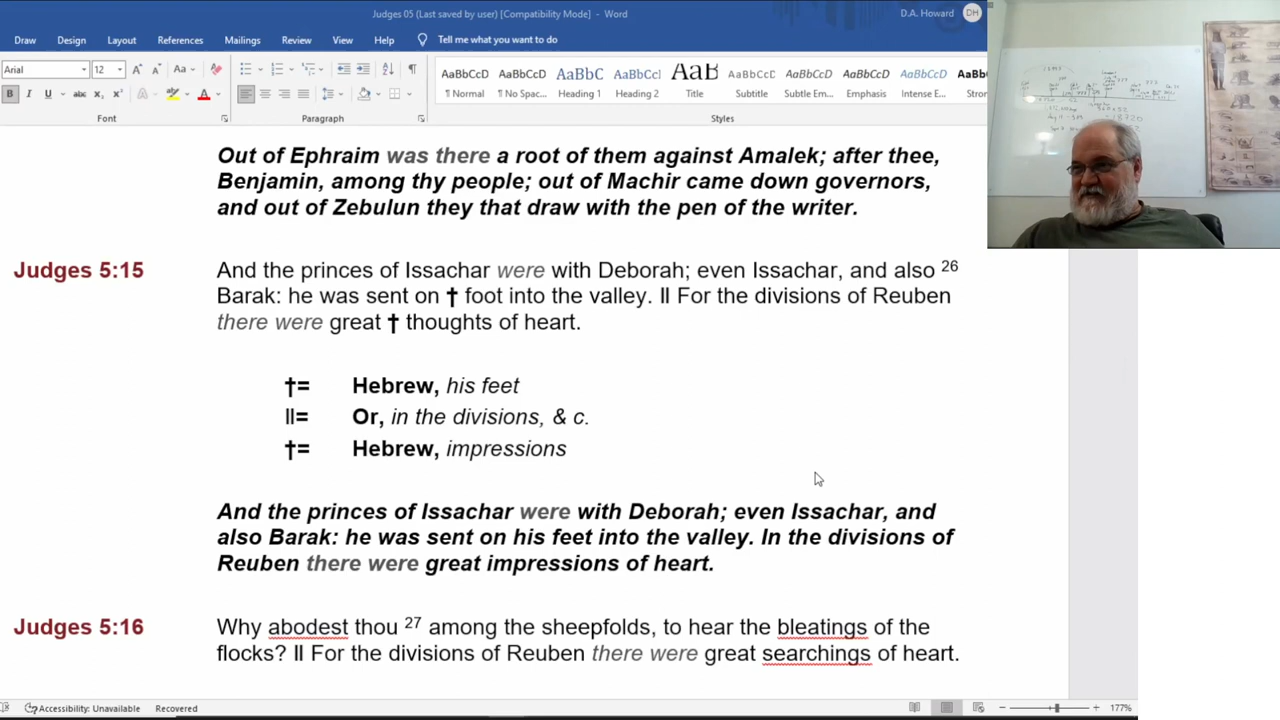 Judges 05 (Last saved by user) [Compatibility Mode] - Word
D.A. Howard DH
Draw Design Layout References Mailings Review View Help Tell me what you want to do
Arial 12 Aa
AaBbCcD AaBbCcD AaBbC AaBbCcI AaB AaBbCcD AaBbCcD AaBbCcD AaBbCcD AaBb
¶ Normal ¶ No Spac... Heading 1 Heading 2 Title Subtitle Subtle Em... Emphasis Intense E... Stron
B I U abc x₂ x² A
Font Paragraph Styles
Out of Ephraim was there a root of them against Amalek; after thee,
Benjamin, among thy people; out of Machir came down governors,
and out of Zebulun they that draw with the pen of the writer.
Judges 5:15 And the princes of Issachar were with Deborah; even Issachar, and also 26
Barak: he was sent on † foot into the valley. ǁ For the divisions of Reuben
there were great † thoughts of heart.
†= Hebrew, his feet
ǁ= Or, in the divisions, & c.
†= Hebrew, impressions
And the princes of Issachar were with Deborah; even Issachar, and
also Barak: he was sent on his feet into the valley. In the divisions of
Reuben there were great impressions of heart.
Judges 5:16 Why abodest thou 27 among the sheepfolds, to hear the bleatings of the
flocks? ǁ For the divisions of Reuben there were great searchings of heart.
Accessibility: Unavailable Recovered 177%